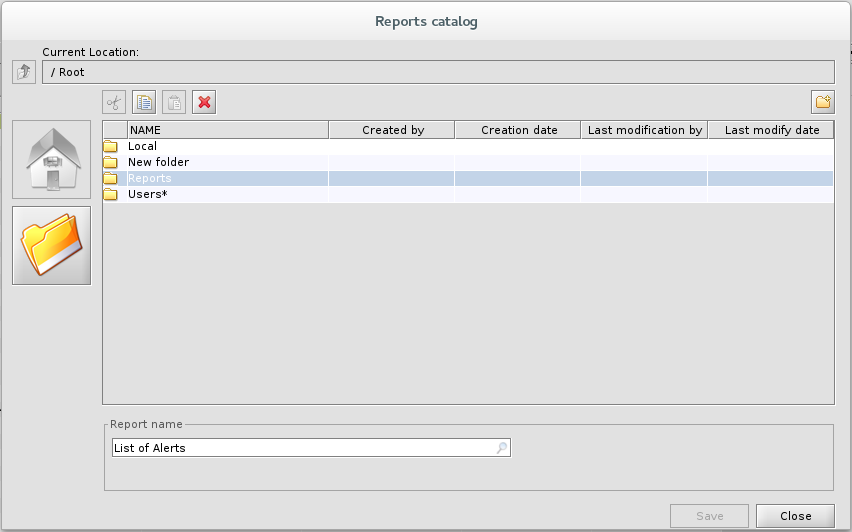 Reports catalog
Current Location:
/ Root
NAME Created by Creation date Last modification by Last modify date
Local
New folder
Reports
Users*
Report name
List of Alerts
Save Close